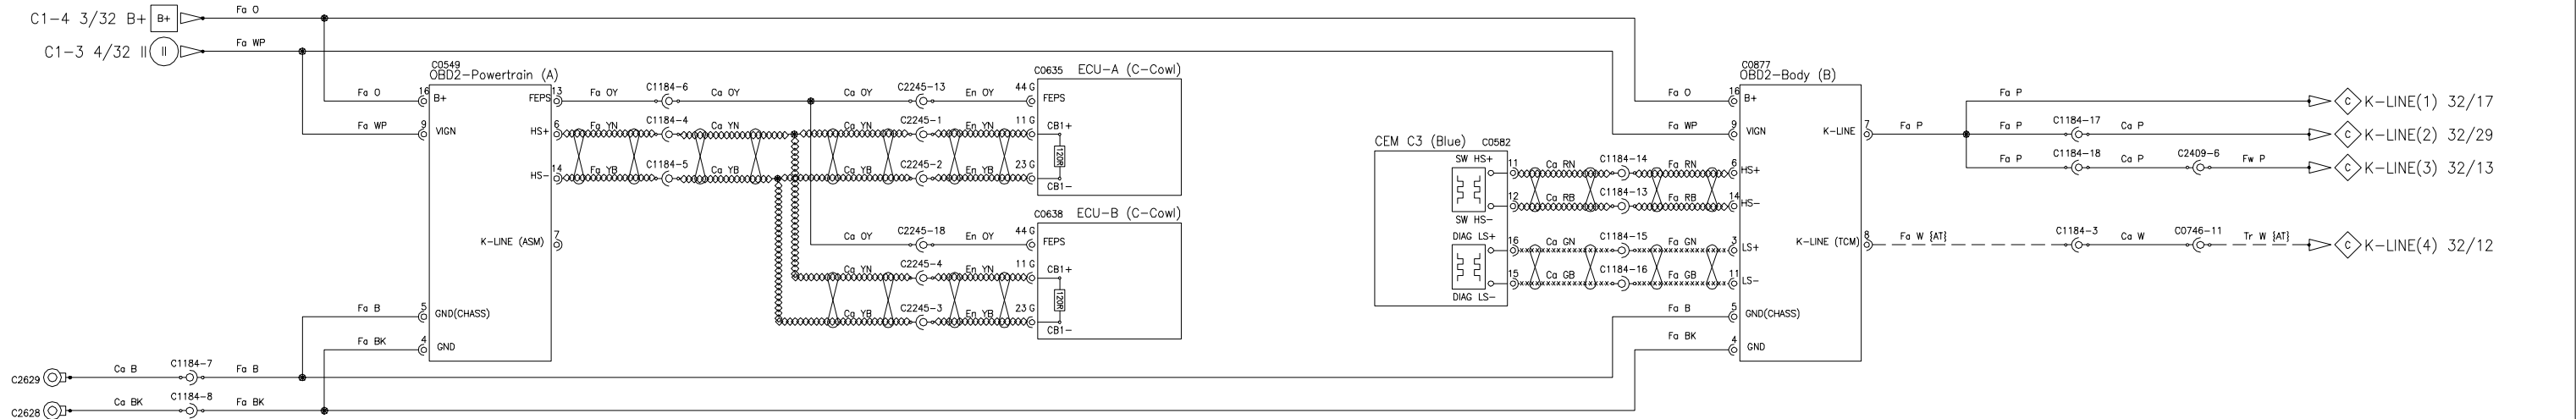 C1-4 3/32 B+ B+ Fa O
C1-3 4/32 II II Fa WP
C0549
OBD2-Powertrain (A)
Fa O 16 B+
Fa WP 9 VIGN
FEPS 13 Fa OY C1184-6 Ca OY Ca OY C2245-13 En OY 44 G FEPS
HS+ 6 Fa YN C1184-4 Ca YN Ca YN C2245-1 En YN 11 G CB1+
HS- 14 Fa YB C1184-5 Ca YB Ca YB C2245-2 En YB 23 G CB1-
120R
C0635 ECU-A (C-Cowl)
K-LINE (ASM) 7
C0638 ECU-B (C-Cowl)
Ca OY C2245-18 En OY 44 G FEPS
Ca YN C2245-4 En YN 11 G CB1+
120R
Ca YB C2245-3 En YB 23 G CB1-
Fa B 5 GND(CHASS)
Fa BK 4 GND
C2629 Ca B C1184-7 Fa B
C2628 Ca BK C1184-8 Fa BK
CEM C3 (Blue) C0582
SW HS+ 11 Ca RN C1184-14 Fa RN 6 HS+
SW HS- 12 Ca RB C1184-13 Fa RB 14 HS-
DIAG LS+ 16 Ca GN C1184-15 Fa GN 3 LS+
DIAG LS- 15 Ca GB C1184-16 Fa GB 11 LS-
C0877
OBD2-Body (B)
Fa O 16 B+
Fa WP 9 VIGN
Fa B 5 GND(CHASS)
Fa BK 4 GND
K-LINE 7 Fa P
Fa P C K-LINE(1) 32/17
Fa P C1184-17 Ca P C K-LINE(2) 32/29
Fa P C1184-18 Ca P C2409-6 Fw P C K-LINE(3) 32/13
K-LINE (TCM) 8 Fa W {AT} C1184-3 Ca W C0746-11 Tr W {AT} C K-LINE(4) 32/12